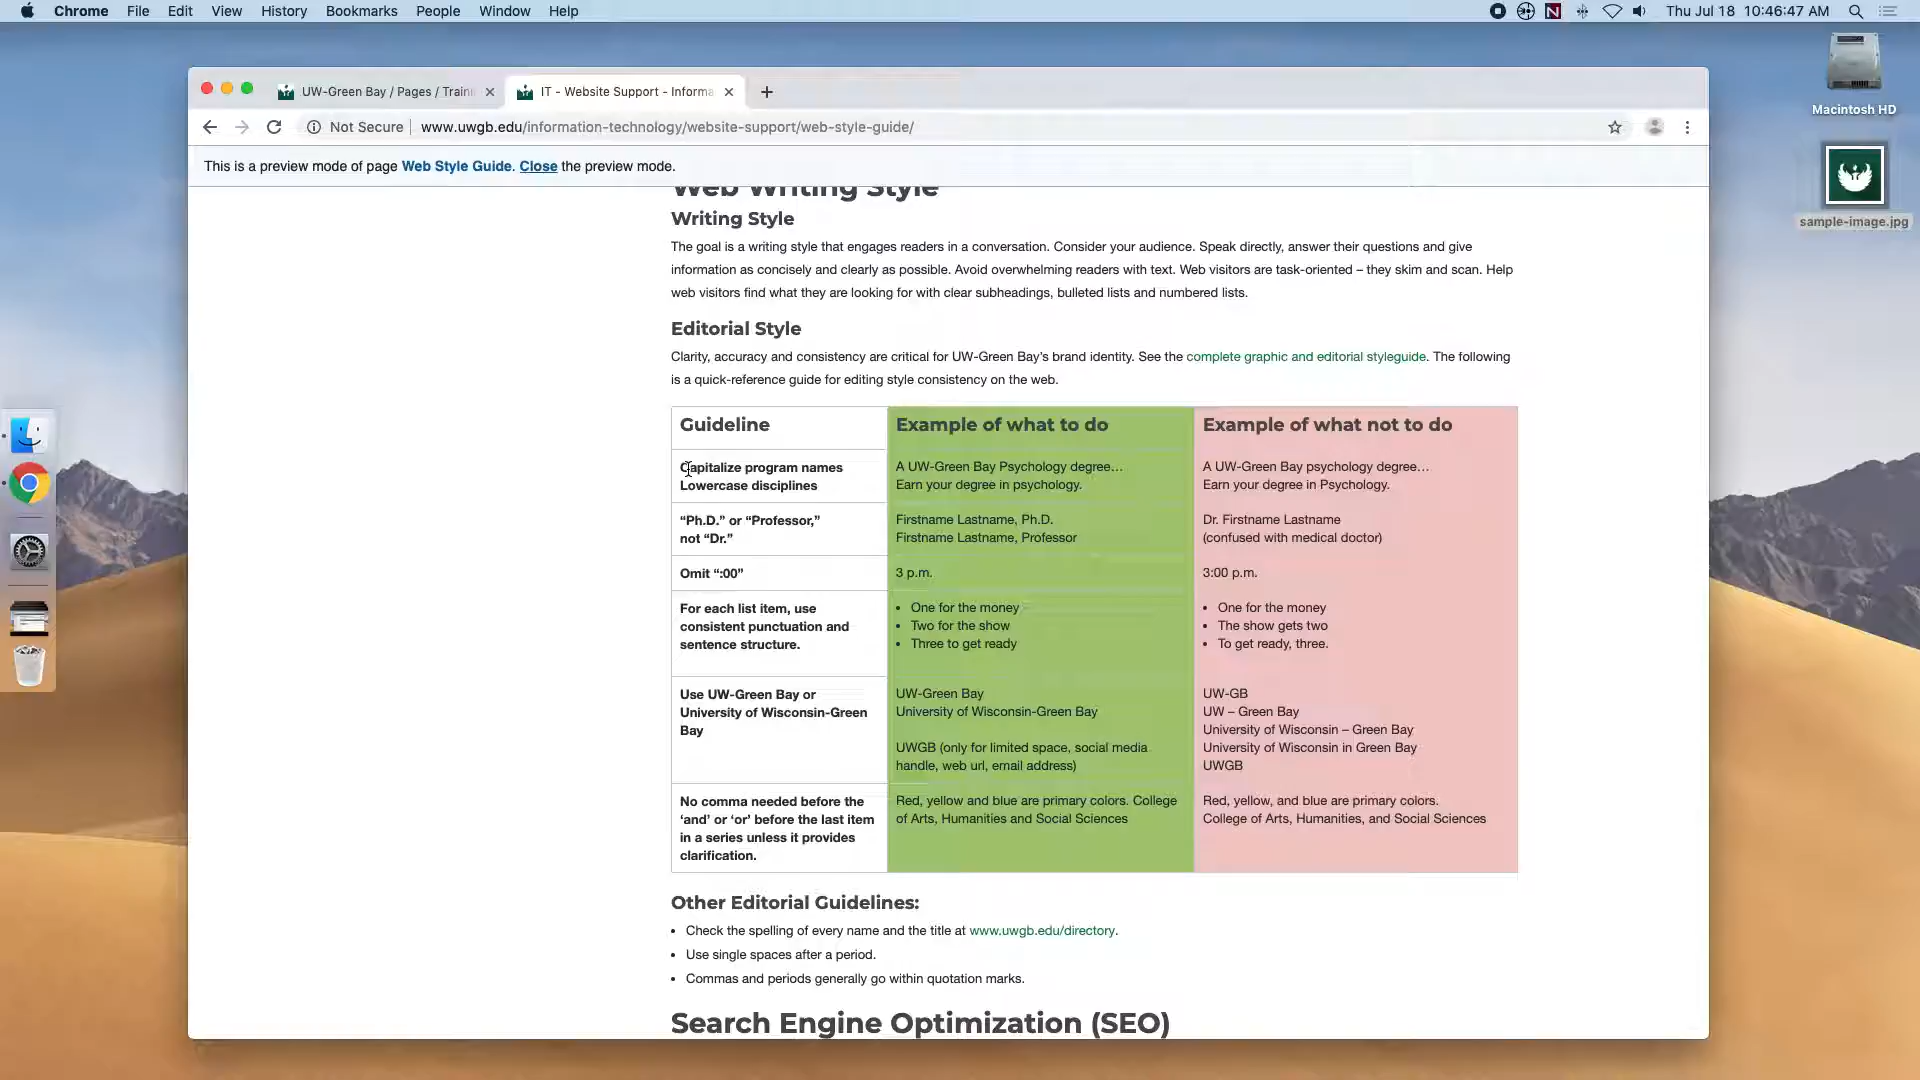 Chrome File Edit View History Bookmarks People Window Help
Thu Jul 18 10:46:47 AM
Macintosh HD
sample-image.jpg
UW-Green Bay / Pages / Traini
IT - Website Support - Informa
Not Secure
www.uwgb.edu/information-technology/website-support/web-style-guide/
This is a preview mode of page Web Style Guide. Close the preview mode.
Web Writing Style
Writing Style
The goal is a writing style that engages readers in a conversation. Consider your audience. Speak directly, answer their questions and give
information as concisely and clearly as possible. Avoid overwhelming readers with text. Web visitors are task-oriented – they skim and scan. Help
web visitors find what they are looking for with clear subheadings, bulleted lists and numbered lists.
Editorial Style
Clarity, accuracy and consistency are critical for UW-Green Bay's brand identity. See the complete graphic and editorial styleguide. The following
is a quick-reference guide for editing style consistency on the web.
Guideline
Example of what to do
Example of what not to do
Capitalize program names
Lowercase disciplines
A UW-Green Bay Psychology degree…
Earn your degree in psychology.
A UW-Green Bay psychology degree…
Earn your degree in Psychology.
“Ph.D.” or “Professor,”
not “Dr.”
Firstname Lastname, Ph.D.
Firstname Lastname, Professor
Dr. Firstname Lastname
(confused with medical doctor)
Omit “:00”
3 p.m.
3:00 p.m.
For each list item, use
consistent punctuation and
sentence structure.
• One for the money
• Two for the show
• Three to get ready
• One for the money
• The show gets two
• To get ready, three.
Use UW-Green Bay or
University of Wisconsin-Green
Bay
UW-Green Bay
University of Wisconsin-Green Bay
UWGB (only for limited space, social media
handle, web url, email address)
UW-GB
UW – Green Bay
University of Wisconsin – Green Bay
University of Wisconsin in Green Bay
UWGB
No comma needed before the
‘and’ or ‘or’ before the last item
in a series unless it provides
clarification.
Red, yellow and blue are primary colors. College
of Arts, Humanities and Social Sciences
Red, yellow, and blue are primary colors.
College of Arts, Humanities, and Social Sciences
Other Editorial Guidelines:
• Check the spelling of every name and the title at www.uwgb.edu/directory.
• Use single spaces after a period.
• Commas and periods generally go within quotation marks.
Search Engine Optimization (SEO)